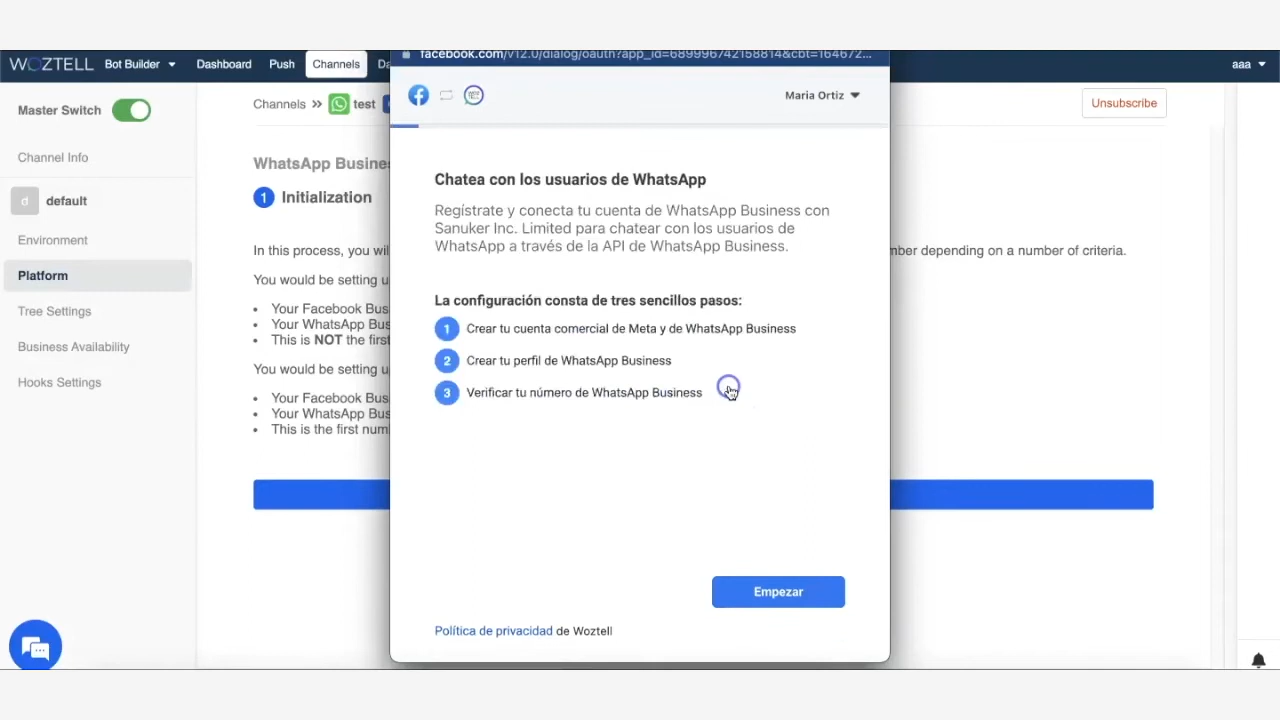 WOZTELL Bot Builder Dashboard Push Channels Da
aaa
facebook.com/v12.0/dialog/oauth?app_id=689996742158814&cbt=164672...
Maria Ortiz
Master Switch
Channel Info
d default
Environment
Platform
Tree Settings
Business Availability
Hooks Settings
Channels » test
Unsubscribe
WhatsApp Busines
1 Initialization
In this process, you wil
mber depending on a number of criteria.
You would be setting u
• Your Facebook Bus
• Your WhatsApp Bus
• This is NOT the first
You would be setting u
• Your Facebook Bus
• Your WhatsApp Bus
• This is the first num
Chatea con los usuarios de WhatsApp
Regístrate y conecta tu cuenta de WhatsApp Business con
Sanuker Inc. Limited para chatear con los usuarios de
WhatsApp a través de la API de WhatsApp Business.
La configuración consta de tres sencillos pasos:
1 Crear tu cuenta comercial de Meta y de WhatsApp Business
2 Crear tu perfil de WhatsApp Business
3 Verificar tu número de WhatsApp Business
Empezar
Política de privacidad de Woztell